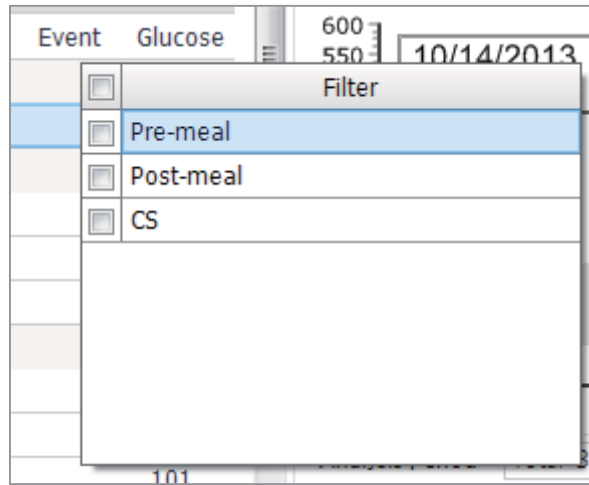 Event Glucose 600
550 10/14/2013
Filter
Pre-meal
Post-meal
CS
101